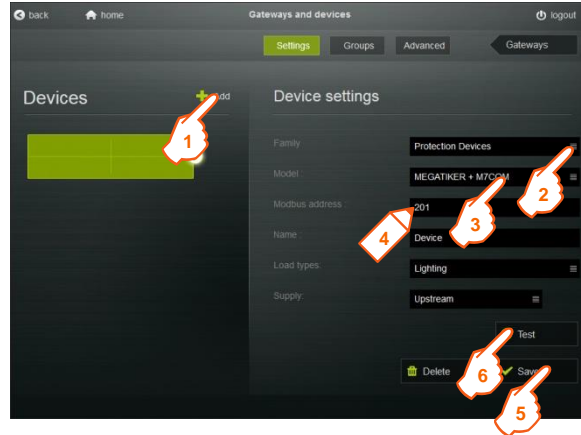 back home Gateways and devices logout
Settings Groups Advanced Gateways
Devices Add Device settings
1
Family Protection Devices
2
Model : MEGATIKER + M7COM
3
Modbus address : 201
4
Name : Device
Load types: Lighting
Supply: Upstream
Test
6
Delete Save
5